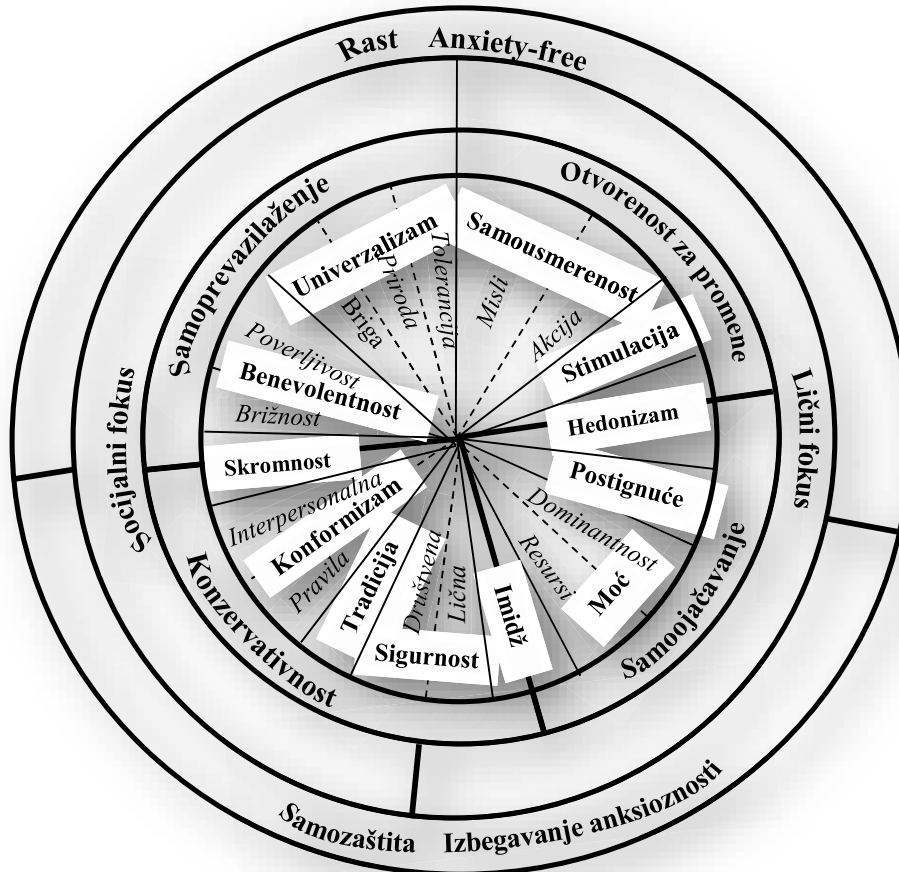 Rast Anxiety-free
Samoprevazilaženje
Otvorenost za promene
Socijalni fokus
Lični fokus
Univerzalizam
Samousmerenost
Tolerancija
Priroda
Briga
Misli
Akcija
Stimulacija
Poverljivost
Benevolentnost
Brižnost
Hedonizam
Skromnost
Postignuće
Interpersonalna
Konformizam
Pravila
Dominantnost
Resursi
Moć
Tradicija
Društvena
Lična
Imidž
Sigurnost
Konzervativnost
Samoojačavanje
Samozaštita Izbegavanje anksioznosti